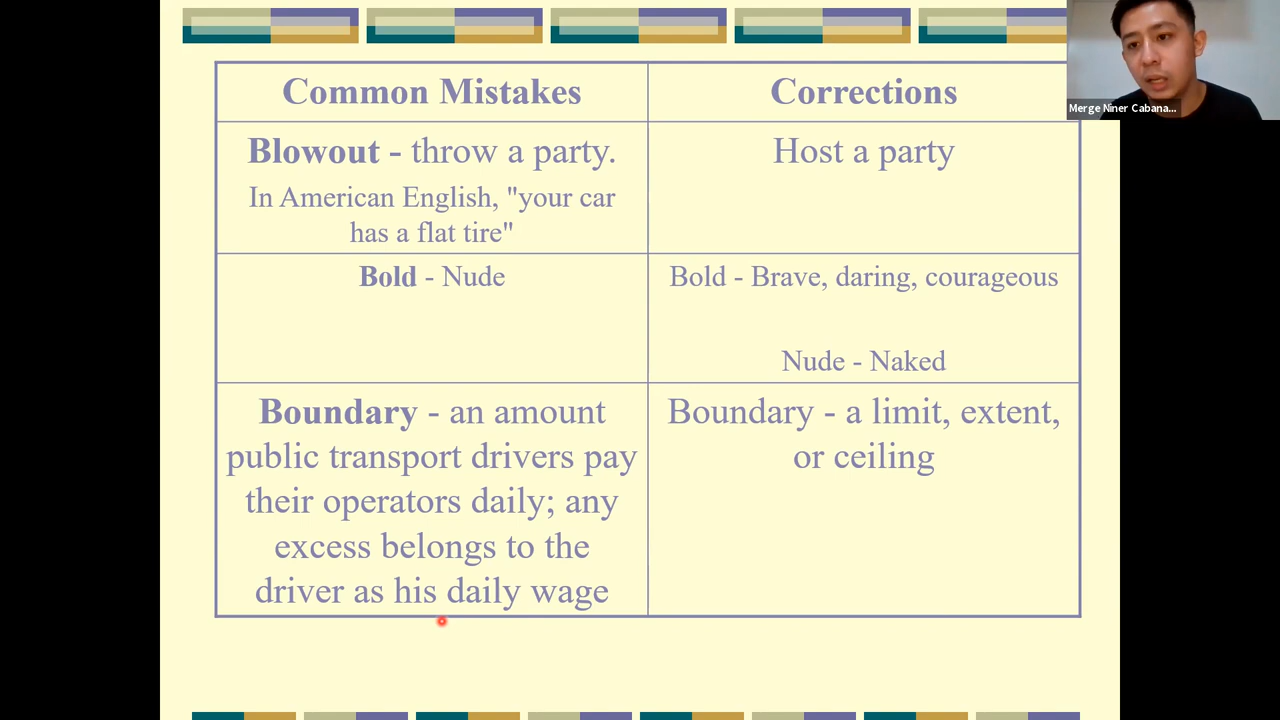 Common Mistakes
Corrections
Blowout - throw a party.
In American English, "your car
has a flat tire"
Host a party
Bold - Nude
Bold - Brave, daring, courageous
Nude - Naked
Boundary - an amount
public transport drivers pay
their operators daily; any
excess belongs to the
driver as his daily wage
Boundary - a limit, extent,
or ceiling
Merge Niner Cabana...